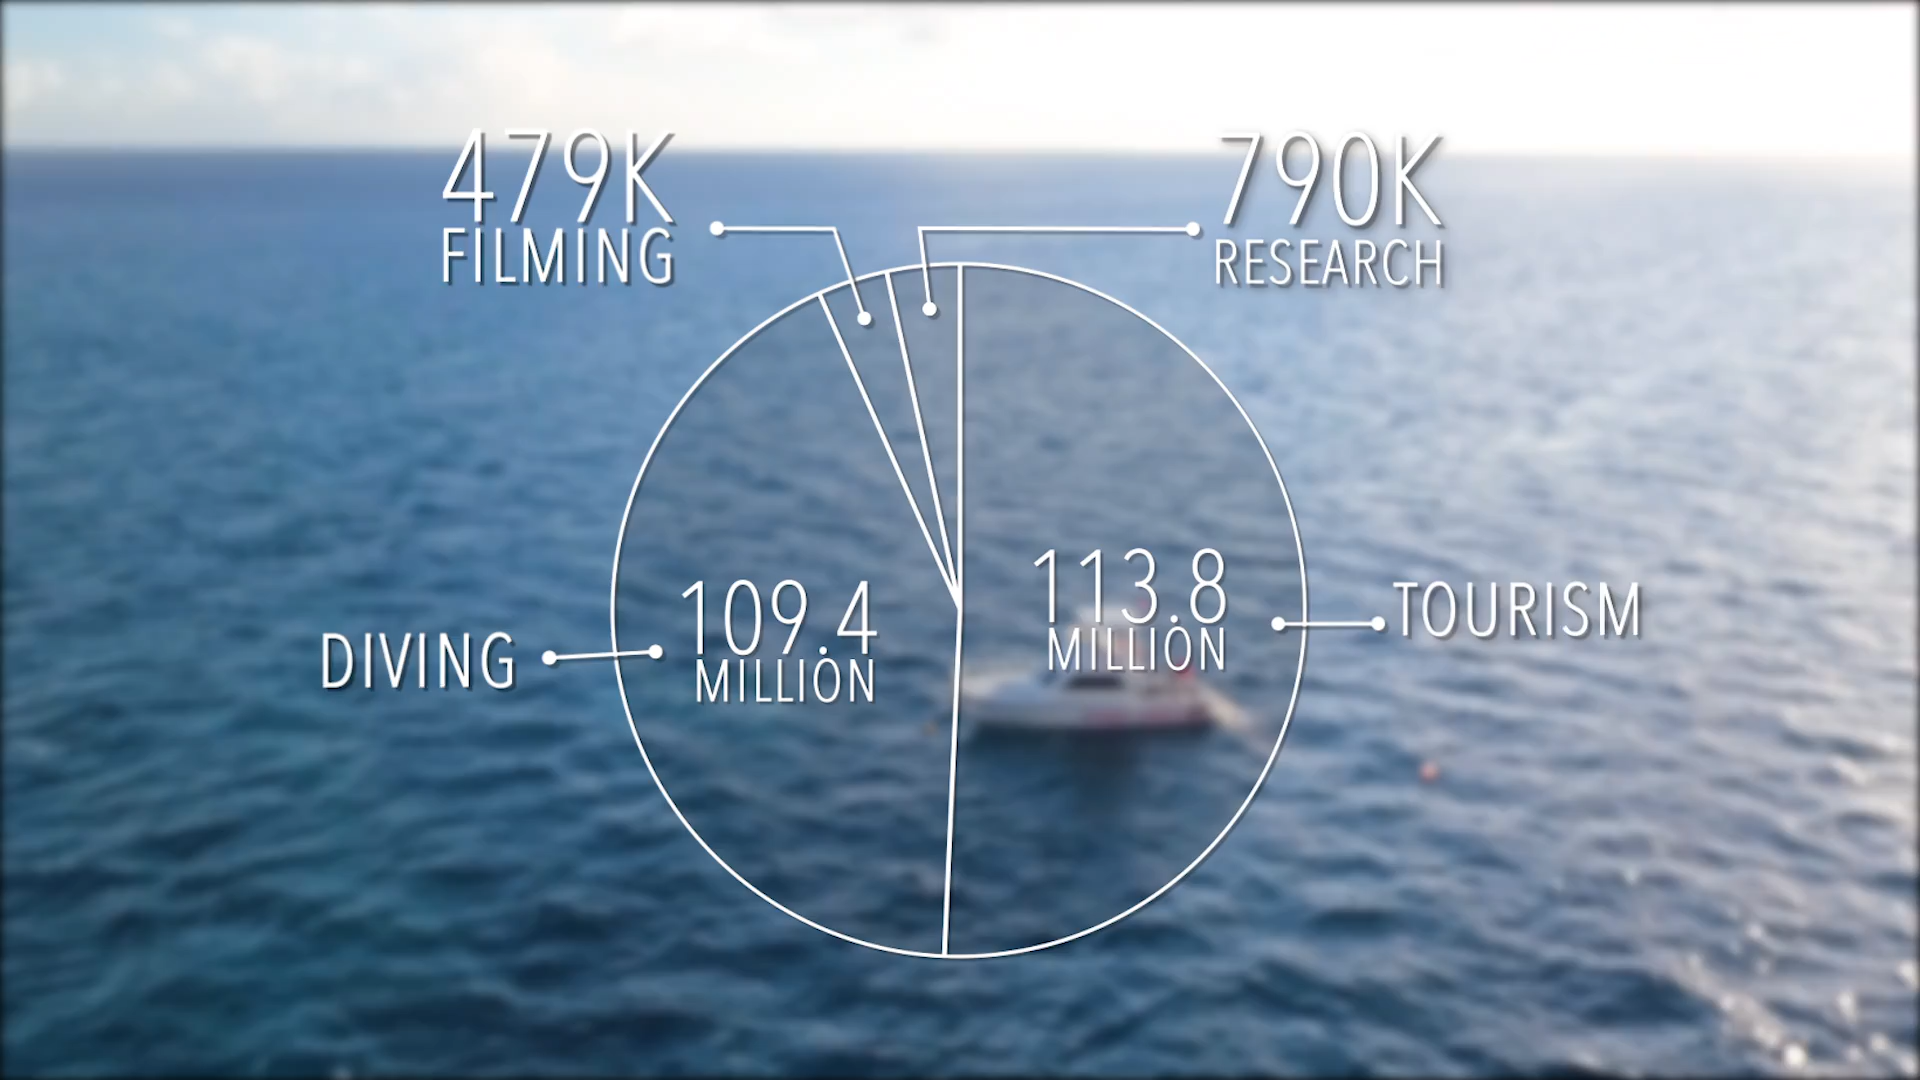 479K
FILMING
790K
RESEARCH
109.4
MILLION
DIVING
113.8
MILLION
TOURISM